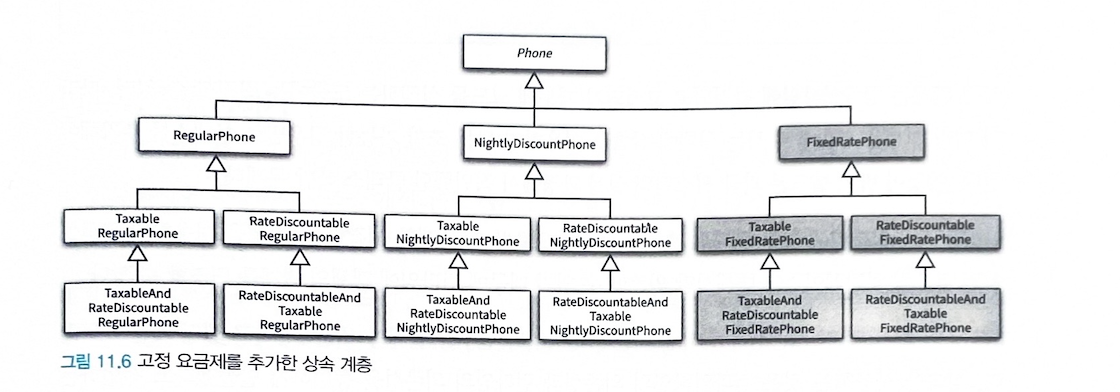 Phone
RegularPhone
NightlyDiscountPhone
FixedRatePhone
Taxable
RegularPhone
RateDiscountable
RegularPhone
Taxable
NightlyDiscountPhone
RateDiscountable
NightlyDiscountPhone
Taxable
FixedRatePhone
RateDiscountable
FixedRatePhone
TaxableAnd
RateDiscountable
RegularPhone
RateDiscountableAnd
Taxable
RegularPhone
TaxableAnd
RateDiscountable
NightlyDiscountPhone
RateDiscountableAnd
Taxable
NightlyDiscountPhone
TaxableAnd
RateDiscountable
FixedRatePhone
RateDiscountableAnd
Taxable
FixedRatePhone
그림 11.6 고정 요금제를 추가한 상속 계층